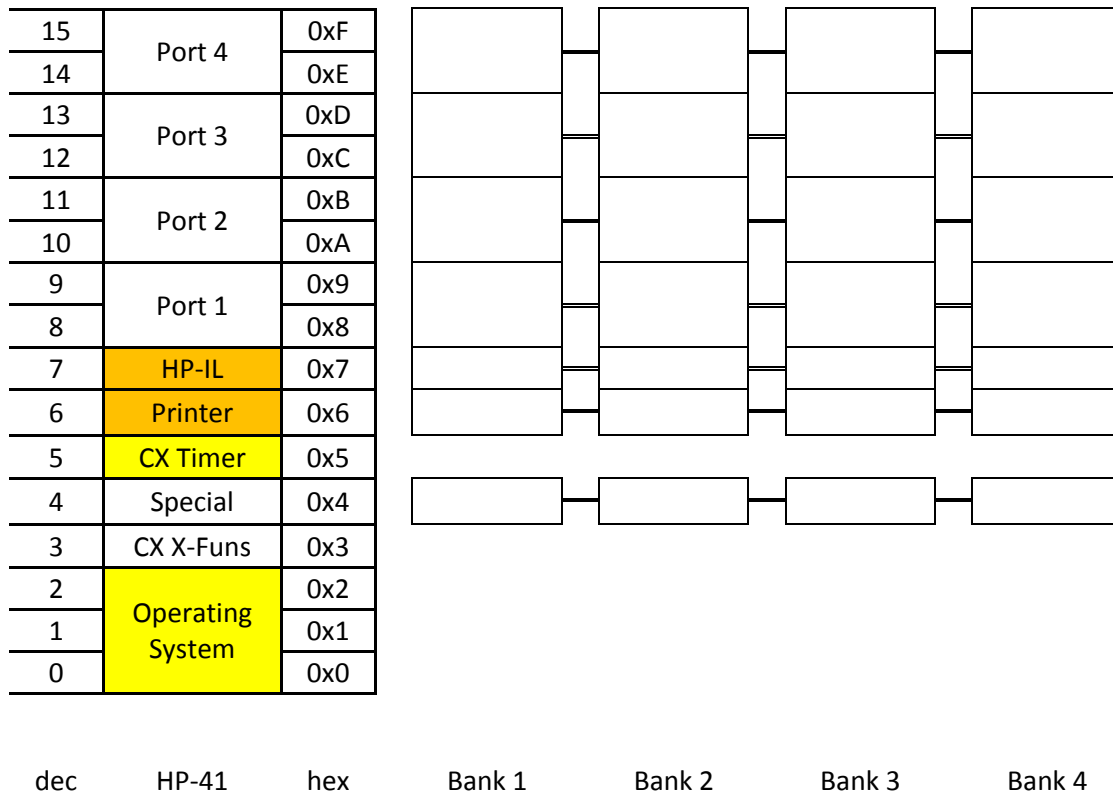 15 0xF
Port 4
14 0xE
13 0xD
Port 3
12 0xC
11 0xB
Port 2
10 0xA
9 0x9
Port 1
8 0x8
7 HP-IL 0x7
6 Printer 0x6
5 CX Timer 0x5
4 Special 0x4
3 CX X-Funs 0x3
2 0x2
Operating
1 0x1
System
0 0x0
dec HP-41 hex Bank 1 Bank 2 Bank 3 Bank 4